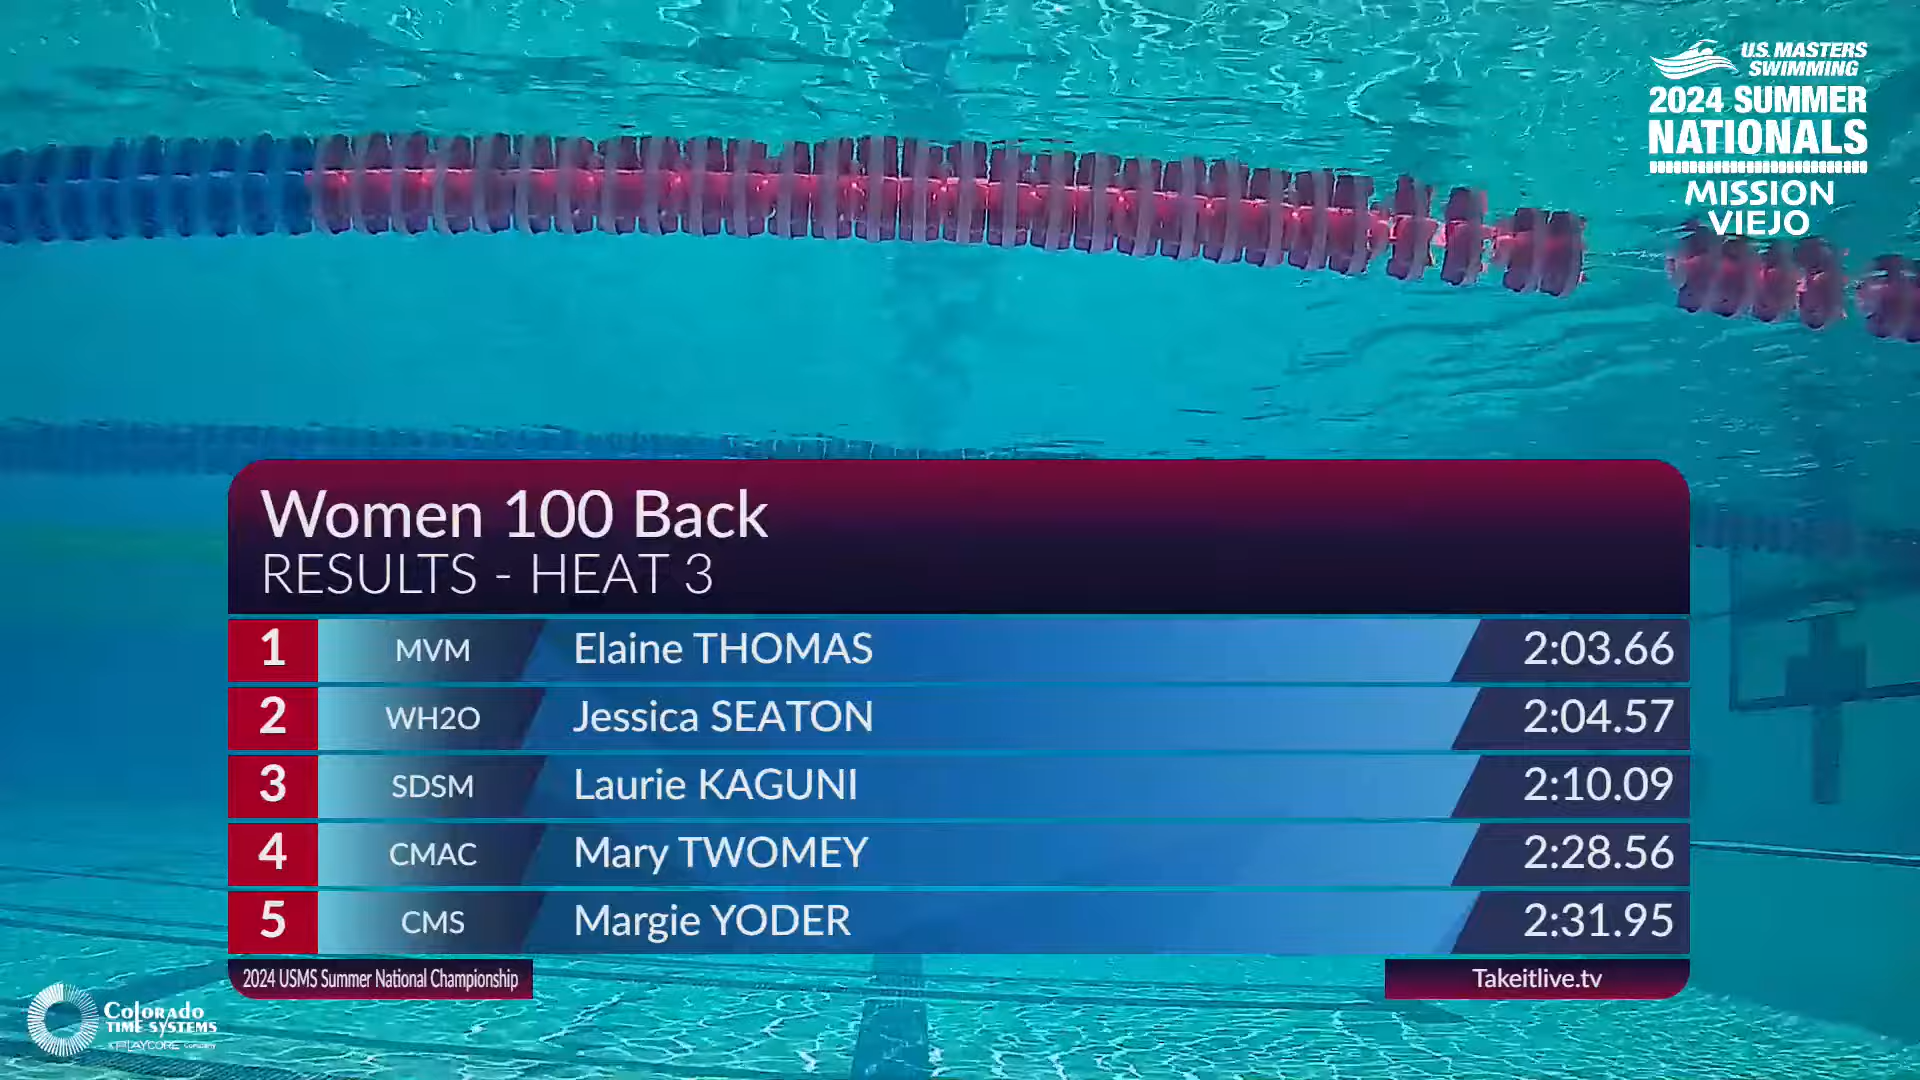 U.S. MASTERS
SWIMMING
2024 SUMMER
NATIONALS
MISSION
VIEJO
Women 100 Back
RESULTS - HEAT 3
1 MVM Elaine THOMAS 2:03.66
2 WH2O Jessica SEATON 2:04.57
3 SDSM Laurie KAGUNI 2:10.09
4 CMAC Mary TWOMEY 2:28.56
5 CMS Margie YODER 2:31.95
2024 USMS Summer National Championship
Takeitlive.tv
Colorado
TIME SYSTEMS
A PLAYCORE Company